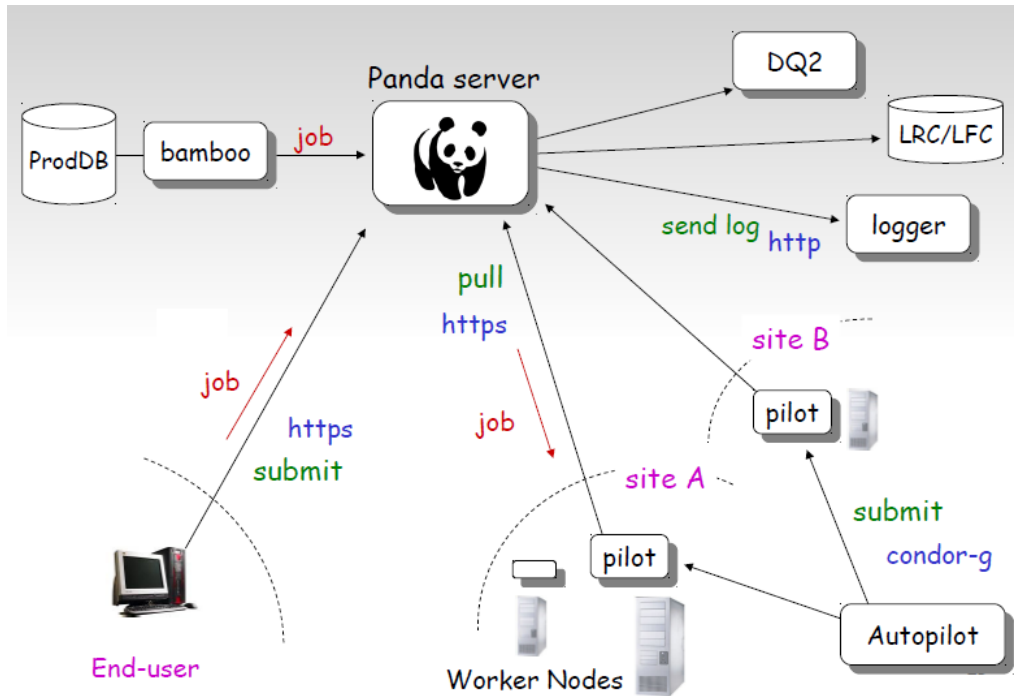 DQ2
Panda server
LRC/LFC
ProdDB
bamboo
job
send log
http
logger
pull
https
site B
job
pilot
job
https
submit
site A
submit
condor-g
pilot
Autopilot
End-user
Worker Nodes